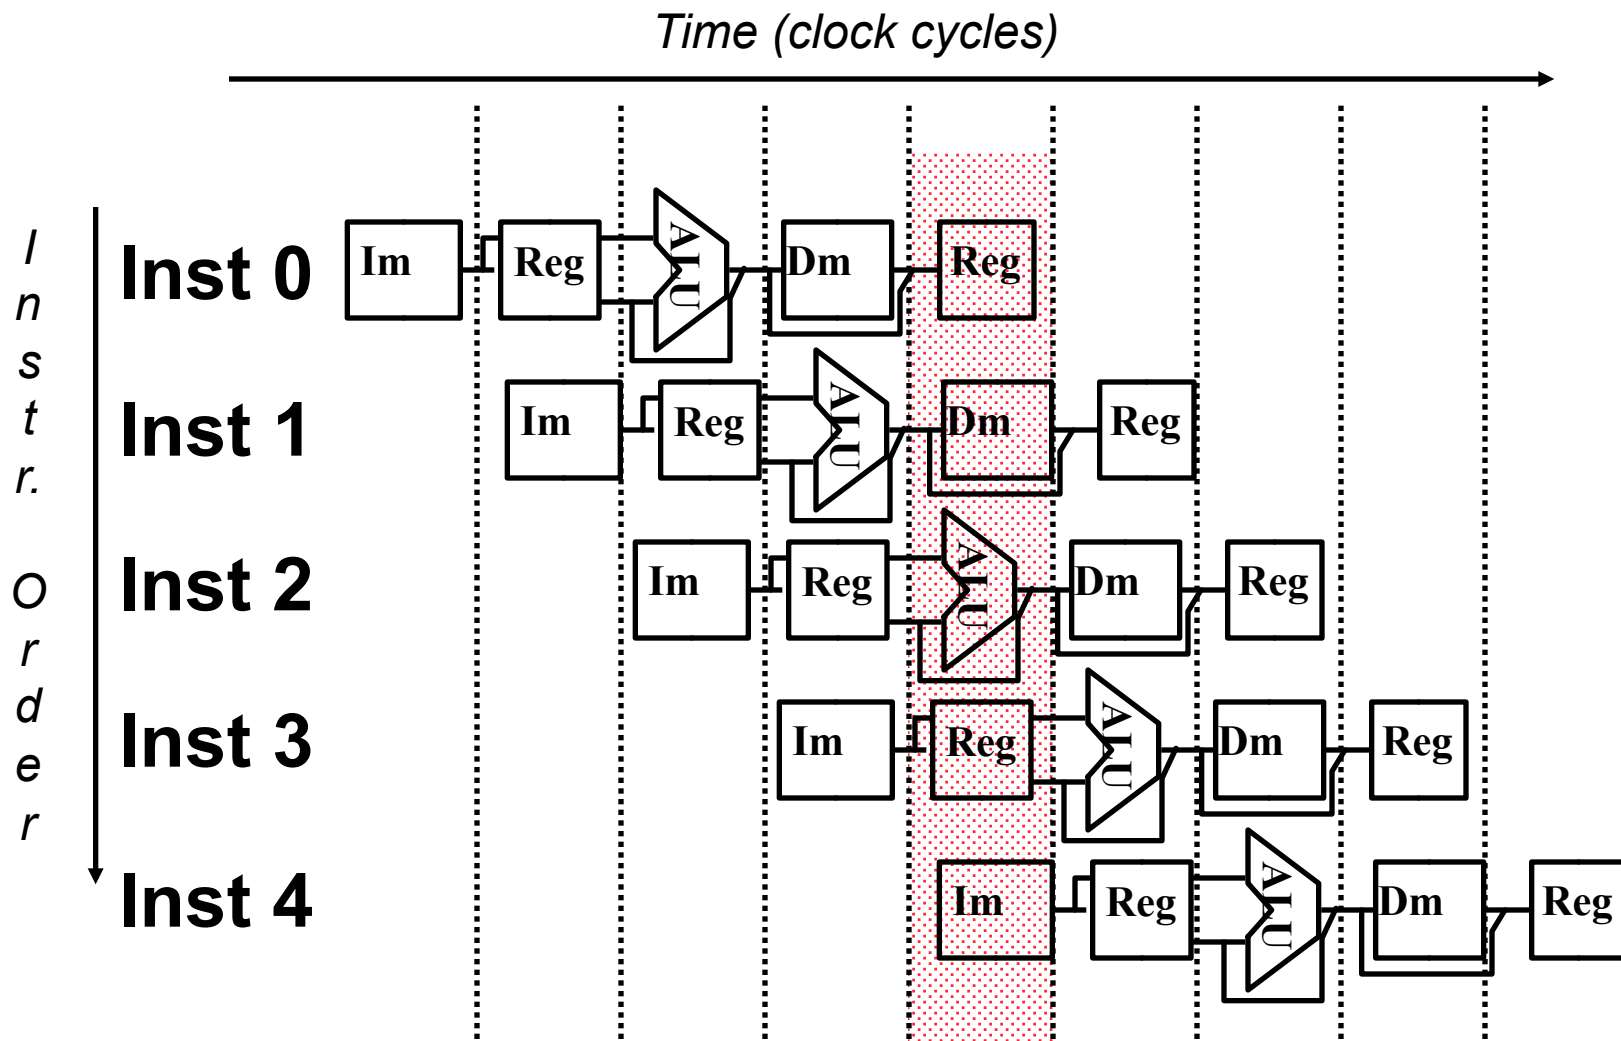 Time (clock cycles)
Instr. Order
Inst 0 Im Reg ALU Dm Reg
Inst 1 Im Reg ALU Dm Reg
Inst 2 Im Reg ALU Dm Reg
Inst 3 Im Reg ALU Dm Reg
Inst 4 Im Reg ALU Dm Reg